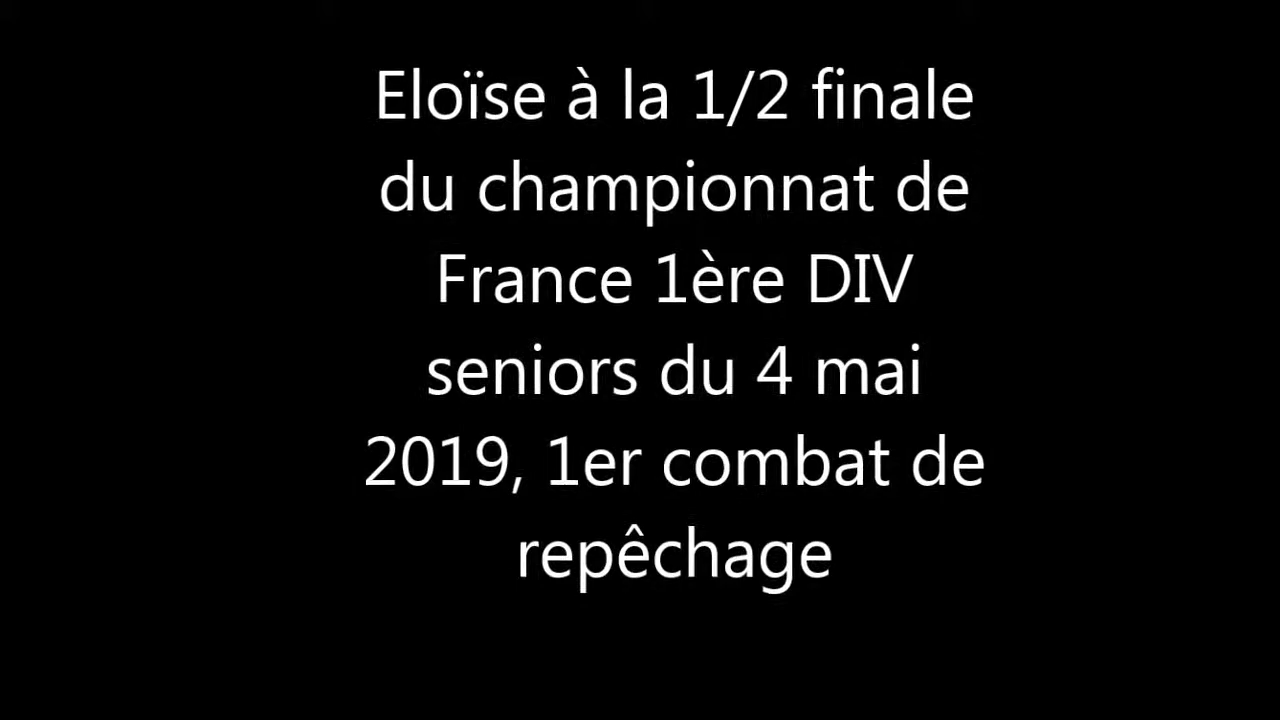 Eloïse à la 1/2 finale
du championnat de
France 1ère DIV
seniors du 4 mai
2019, 1er combat de
repêchage